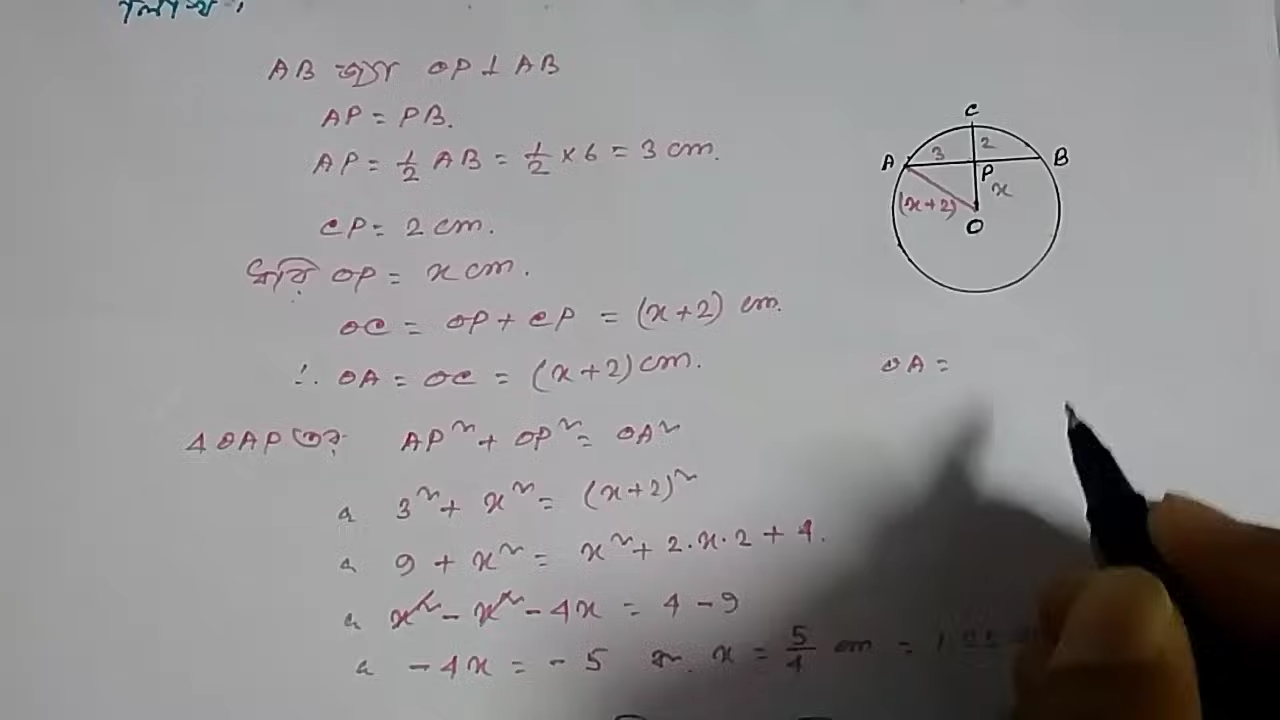 AB জ্যা OP ⊥ AB
AP = PB.
AP = 1/2 AB = 1/2 × 6 = 3 cm.
CP = 2 cm.
ধরি OP = x cm.
OC = OP + CP = (x+2) cm.
∴ OA = OC = (x+2) cm.
Δ OAP এর AP² + OP² = OA²
বা 3² + x² = (x+2)²
বা 9 + x² = x² + 2.x.2 + 4.
বা x² - x² - 4x = 4 - 9
বা -4x = -5 বা x = 5/4 cm = 1
C
A 3 2 B
P
(x+2) x
O
OA =